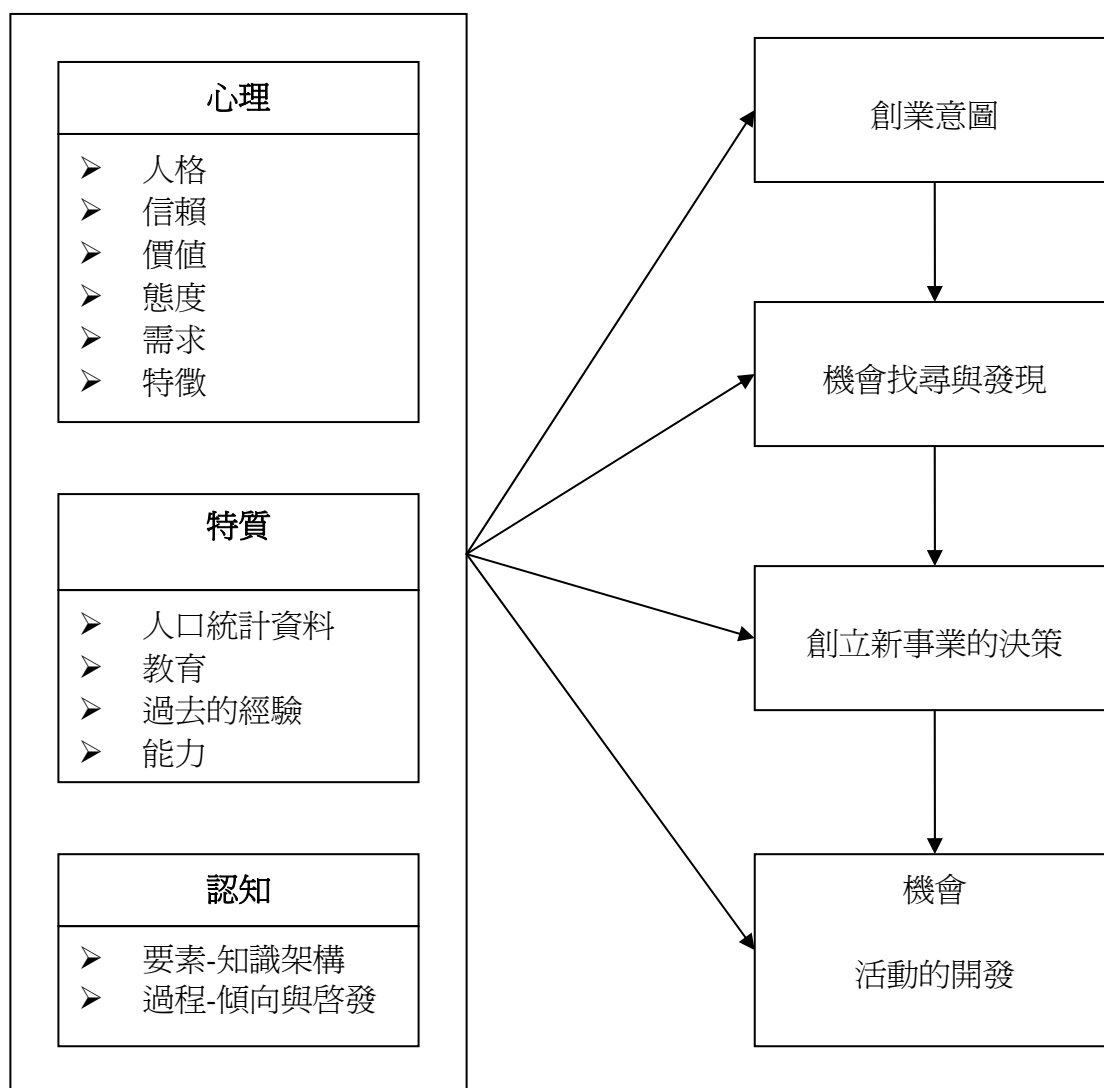 心理
➢ 人格
➢ 信賴
➢ 價值
➢ 態度
➢ 需求
➢ 特徵
特質
➢ 人口統計資料
➢ 教育
➢ 過去的經驗
➢ 能力
認知
➢ 要素-知識架構
➢ 過程-傾向與啓發
創業意圖
機會找尋與發現
創立新事業的決策
機會
活動的開發